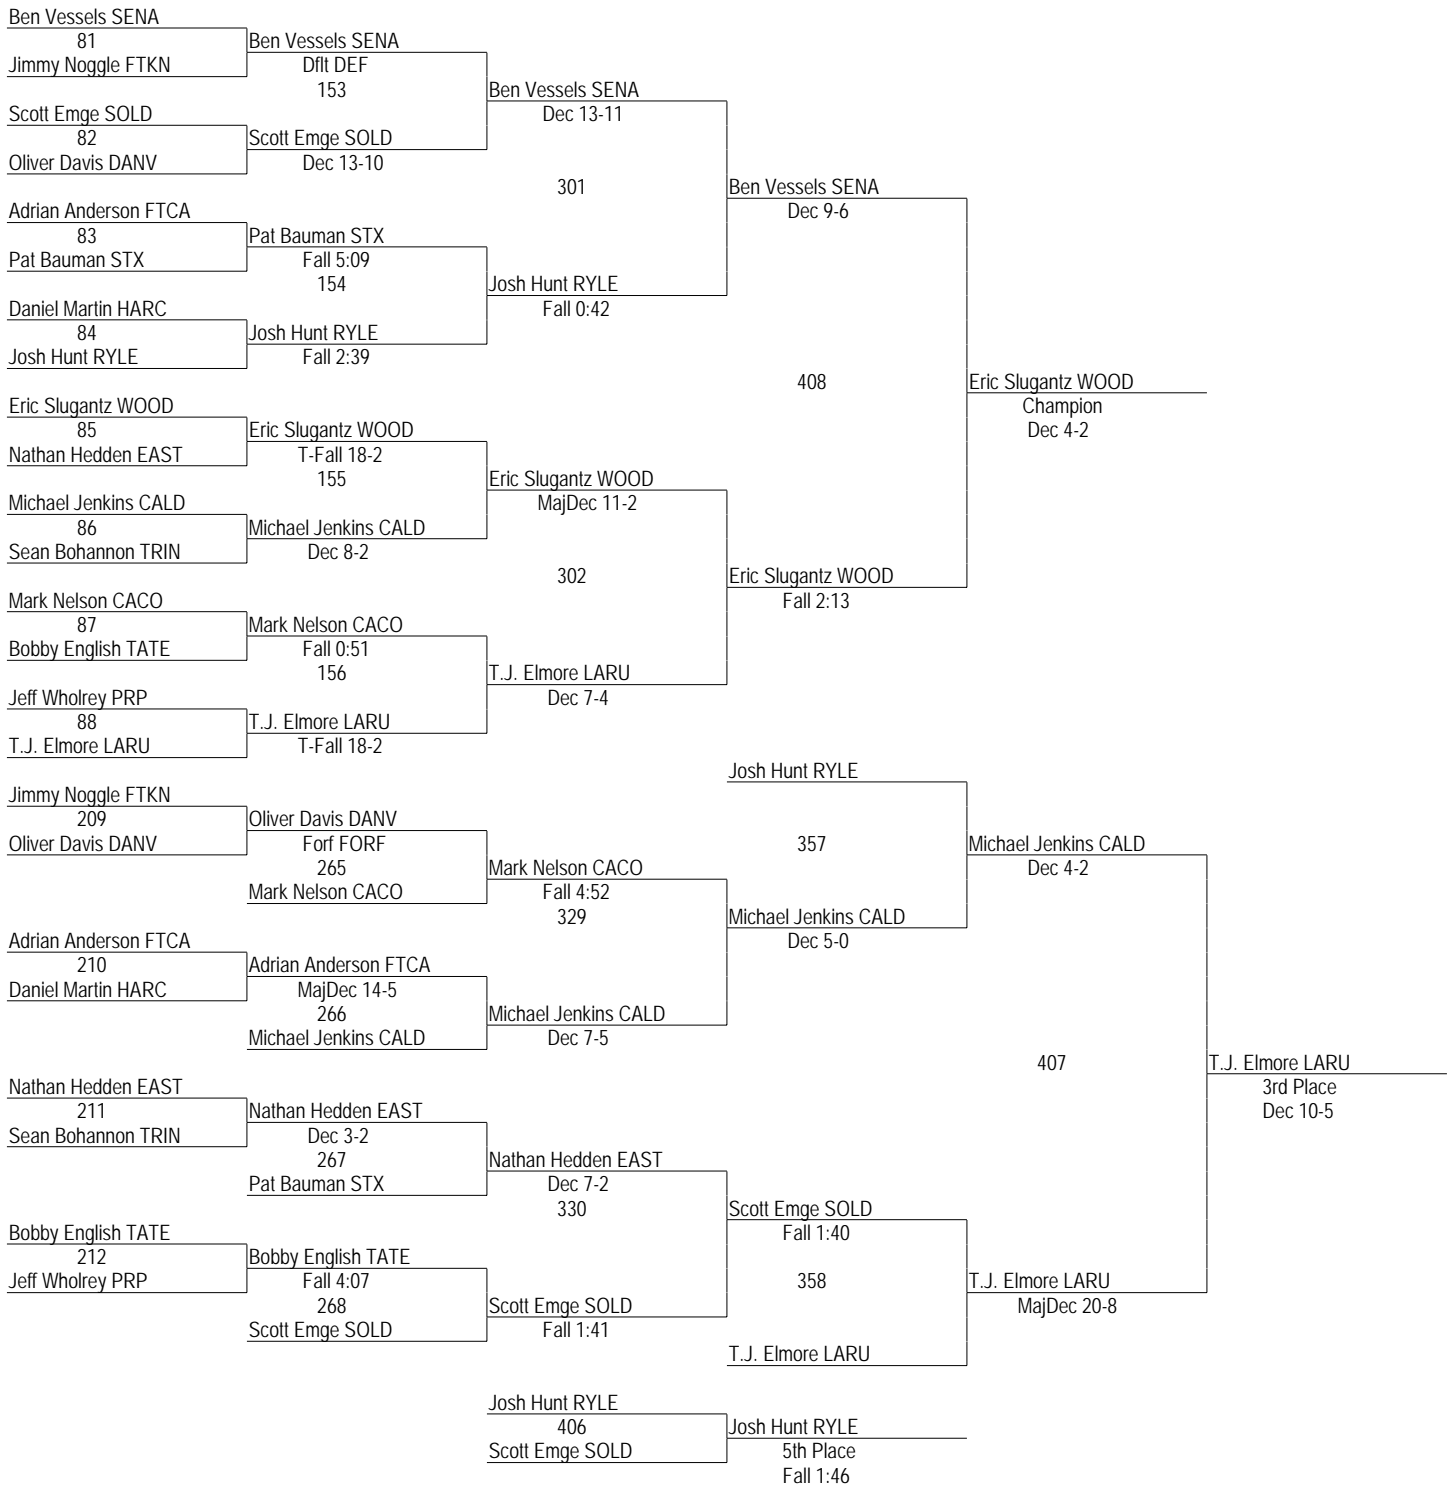 Ben Vessels SENA
81
Ben Vessels SENA
Jimmy Noggle FTKN
Dflt DEF
153
Ben Vessels SENA
Scott Emge SOLD
Dec 13-11
82
Scott Emge SOLD
Oliver Davis DANV
Dec 13-10
301
Ben Vessels SENA
Adrian Anderson FTCA
Dec 9-6
83
Pat Bauman STX
Pat Bauman STX
Fall 5:09
154
Josh Hunt RYLE
Daniel Martin HARC
Fall 0:42
84
Josh Hunt RYLE
Josh Hunt RYLE
Fall 2:39
408
Eric Slugantz WOOD
Eric Slugantz WOOD
Champion
85
Eric Slugantz WOOD
Dec 4-2
Nathan Hedden EAST
T-Fall 18-2
155
Eric Slugantz WOOD
Michael Jenkins CALD
MajDec 11-2
86
Michael Jenkins CALD
Sean Bohannon TRIN
Dec 8-2
302
Eric Slugantz WOOD
Mark Nelson CACO
Fall 2:13
87
Mark Nelson CACO
Bobby English TATE
Fall 0:51
156
T.J. Elmore LARU
Jeff Wholrey PRP
Dec 7-4
88
T.J. Elmore LARU
T.J. Elmore LARU
T-Fall 18-2
Josh Hunt RYLE
Jimmy Noggle FTKN
209
Oliver Davis DANV
Oliver Davis DANV
Forf FORF
357
Michael Jenkins CALD
265
Mark Nelson CACO
Dec 4-2
Mark Nelson CACO
Fall 4:52
329
Michael Jenkins CALD
Adrian Anderson FTCA
Dec 5-0
210
Adrian Anderson FTCA
Daniel Martin HARC
MajDec 14-5
266
Michael Jenkins CALD
Michael Jenkins CALD
Dec 7-5
407
T.J. Elmore LARU
Nathan Hedden EAST
3rd Place
211
Nathan Hedden EAST
Dec 10-5
Sean Bohannon TRIN
Dec 3-2
267
Nathan Hedden EAST
Pat Bauman STX
Dec 7-2
330
Scott Emge SOLD
Bobby English TATE
Fall 1:40
212
Bobby English TATE
Jeff Wholrey PRP
Fall 4:07
358
T.J. Elmore LARU
268
Scott Emge SOLD
MajDec 20-8
Scott Emge SOLD
Fall 1:41
T.J. Elmore LARU
Josh Hunt RYLE
406
Josh Hunt RYLE
Scott Emge SOLD
5th Place
Fall 1:46